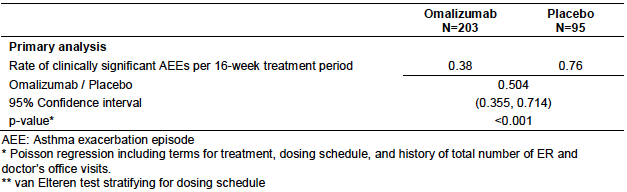 Omalizumab Placebo
N=203 N=95
Primary analysis
Rate of clinically significant AEEs per 16-week treatment period 0.38 0.76
Omalizumab / Placebo 0.504
95% Confidence interval (0.355, 0.714)
p-value* <0.001
AEE: Asthma exacerbation episode
* Poisson regression including terms for treatment, dosing schedule, and history of total number of ER and
doctor's office visits.
** van Elteren test stratifying for dosing schedule